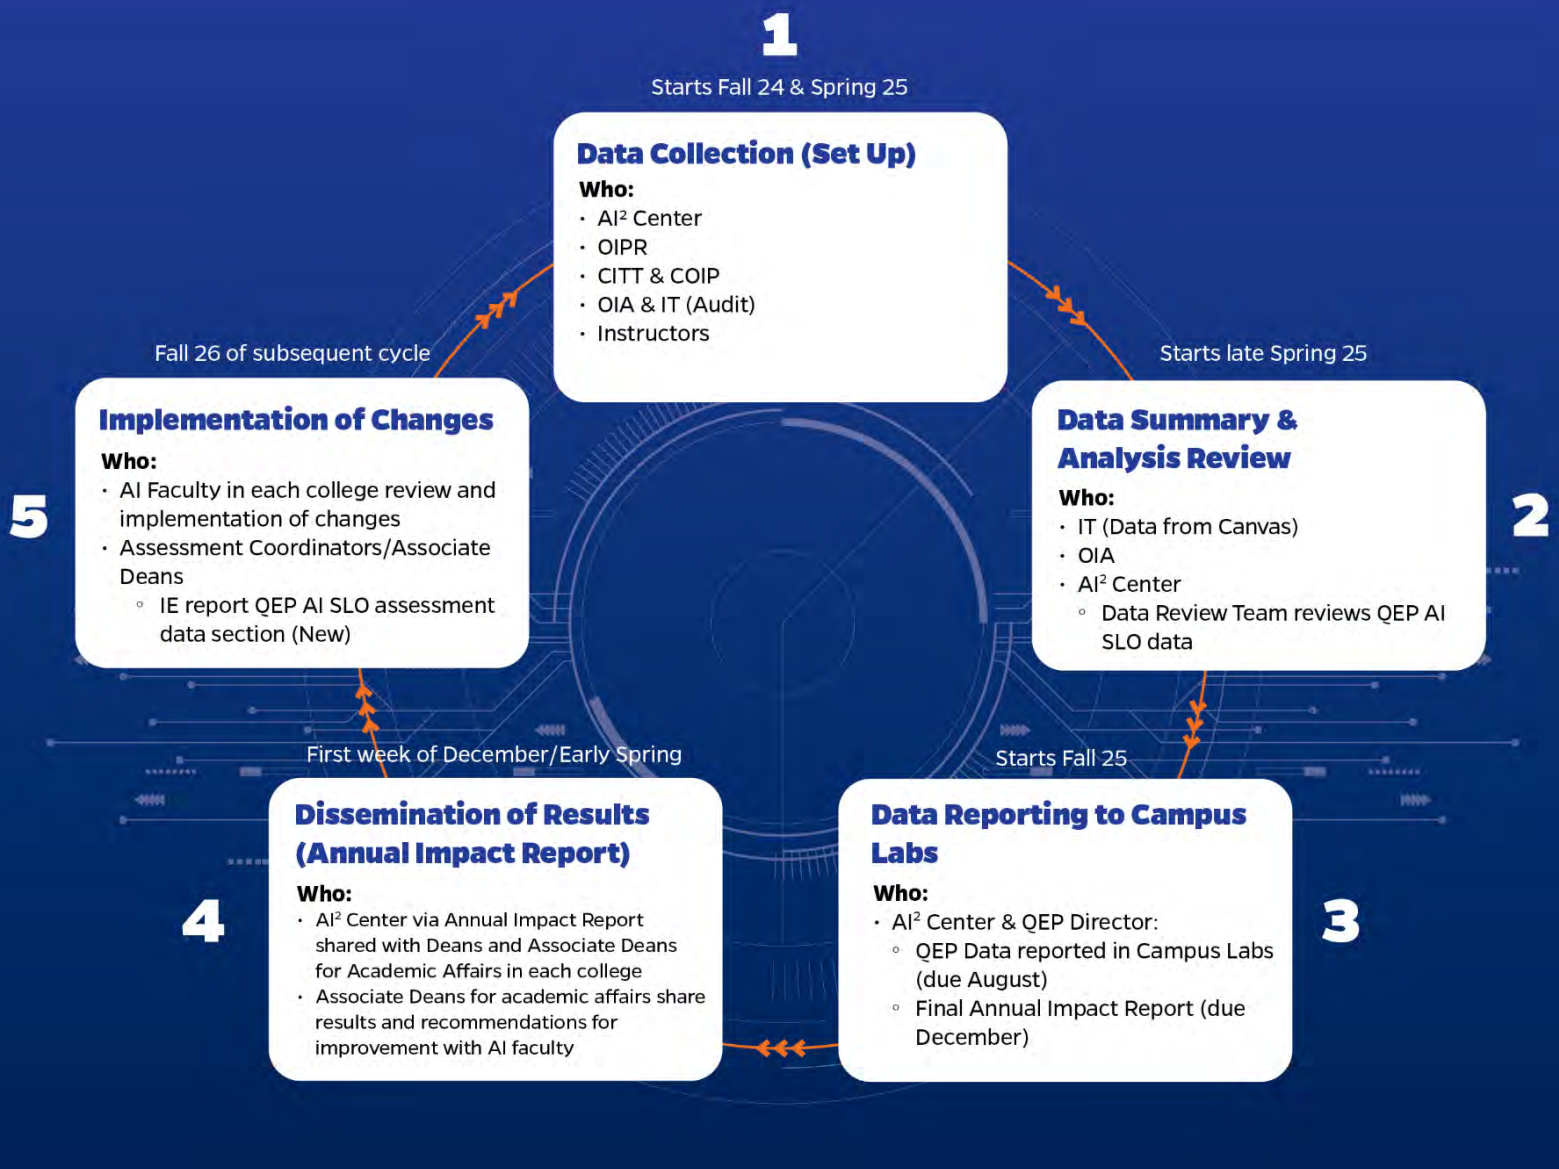 1
Starts Fall 24 & Spring 25
Data Collection (Set Up)
Who:
· AI² Center
· OIPR
· CITT & COIP
· OIA & IT (Audit)
· Instructors
2
Starts late Spring 25
Data Summary &
Analysis Review
Who:
· IT (Data from Canvas)
· OIA
· AI² Center
◦ Data Review Team reviews QEP AI
SLO data
3
Starts Fall 25
Data Reporting to Campus
Labs
Who:
· AI² Center & QEP Director:
◦ QEP Data reported in Campus Labs
(due August)
◦ Final Annual Impact Report (due
December)
4
First week of December/Early Spring
Dissemination of Results
(Annual Impact Report)
Who:
· AI² Center via Annual Impact Report
shared with Deans and Associate Deans
for Academic Affairs in each college
· Associate Deans for academic affairs share
results and recommendations for
improvement with AI faculty
5
Fall 26 of subsequent cycle
Implementation of Changes
Who:
· AI Faculty in each college review and
implementation of changes
· Assessment Coordinators/Associate
Deans
◦ IE report QEP AI SLO assessment
data section (New)